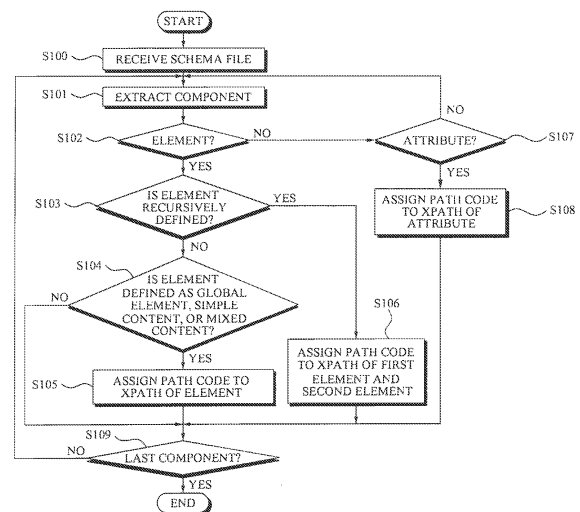 START
S100
RECEIVE SCHEMA FILE
S101
EXTRACT COMPONENT
NO
S102
ELEMENT?
NO
ATTRIBUTE?
S107
YES
YES
S103
IS ELEMENT
RECURSIVELY
DEFINED?
YES
ASSIGN PATH CODE
TO XPATH OF
ATTRIBUTE
S108
NO
S104
IS ELEMENT
DEFINED AS GLOBAL
ELEMENT, SIMPLE
CONTENT, OR MIXED
CONTENT?
NO
S106
YES
ASSIGN PATH CODE
TO XPATH OF FIRST
ELEMENT AND
SECOND ELEMENT
S105
ASSIGN PATH CODE TO
XPATH OF ELEMENT
S109
NO
LAST COMPONENT?
YES
END